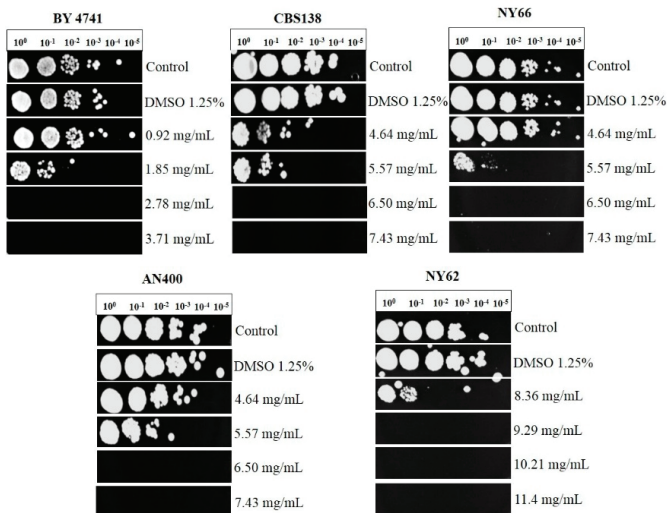 BY 4741
10⁰ 10⁻¹ 10⁻² 10⁻³ 10⁻⁴ 10⁻⁵
Control
DMSO 1.25%
0.92 mg/mL
1.85 mg/mL
2.78 mg/mL
3.71 mg/mL
CBS138
10⁰ 10⁻¹ 10⁻² 10⁻³ 10⁻⁴ 10⁻⁵
Control
DMSO 1.25%
4.64 mg/mL
5.57 mg/mL
6.50 mg/mL
7.43 mg/mL
NY66
10⁰ 10⁻¹ 10⁻² 10⁻³ 10⁻⁴ 10⁻⁵
Control
DMSO 1.25%
4.64 mg/mL
5.57 mg/mL
6.50 mg/mL
7.43 mg/mL
AN400
10⁰ 10⁻¹ 10⁻² 10⁻³ 10⁻⁴ 10⁻⁵
Control
DMSO 1.25%
4.64 mg/mL
5.57 mg/mL
6.50 mg/mL
7.43 mg/mL
NY62
10⁰ 10⁻¹ 10⁻² 10⁻³ 10⁻⁴ 10⁻⁵
Control
DMSO 1.25%
8.36 mg/mL
9.29 mg/mL
10.21 mg/mL
11.4 mg/mL